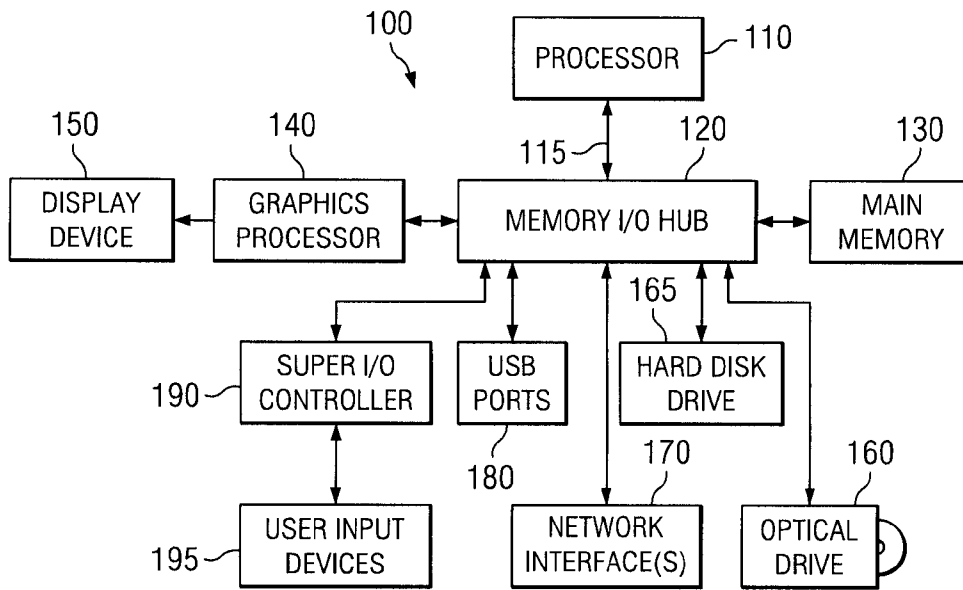 100
PROCESSOR
110
150
140
115
120
130
DISPLAY
DEVICE
GRAPHICS
PROCESSOR
MEMORY I/O HUB
MAIN
MEMORY
165
190
SUPER I/O
CONTROLLER
USB
PORTS
HARD DISK
DRIVE
180
170
160
195
USER INPUT
DEVICES
NETWORK
INTERFACE(S)
OPTICAL
DRIVE